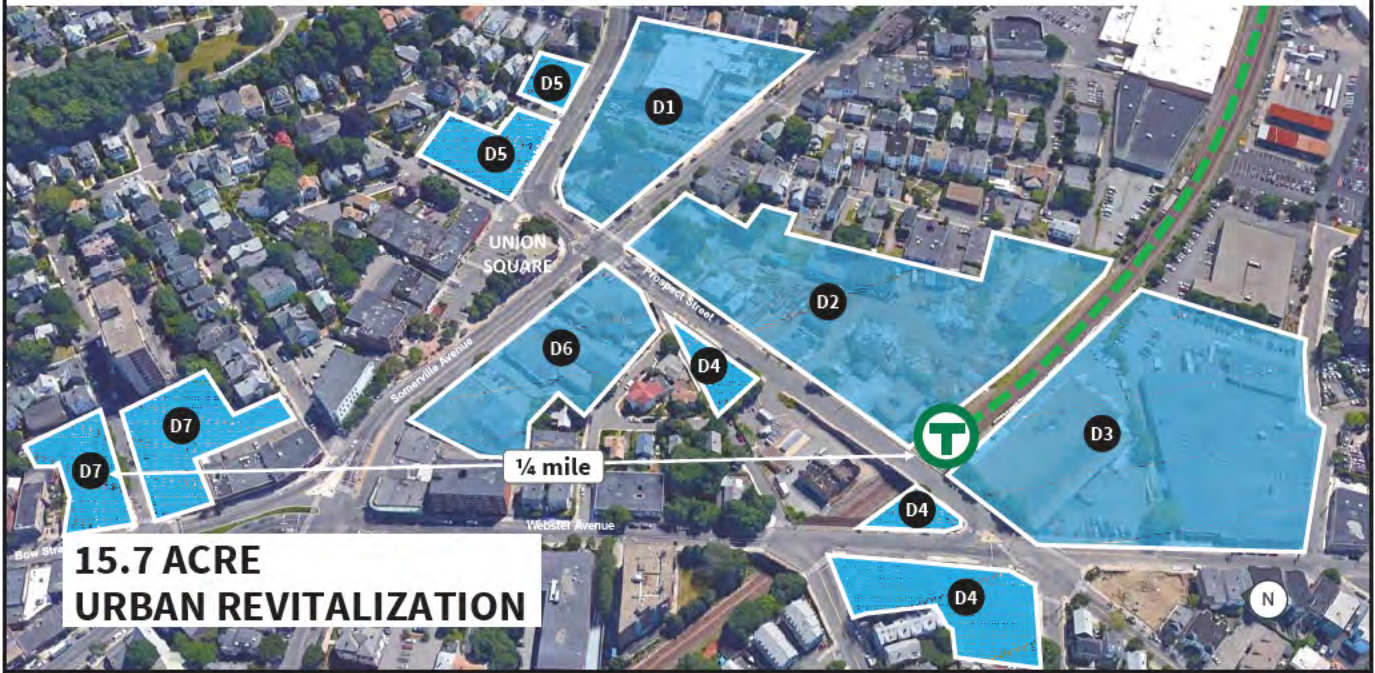 D5
D1
D5
UNION
SQUARE
Prospect Street
D2
D6
D4
Somerville Avenue
T
D7
D3
D7
¼ mile
D4
Webster Avenue
Bow Street
15.7 ACRE
URBAN REVITALIZATION
D4
N